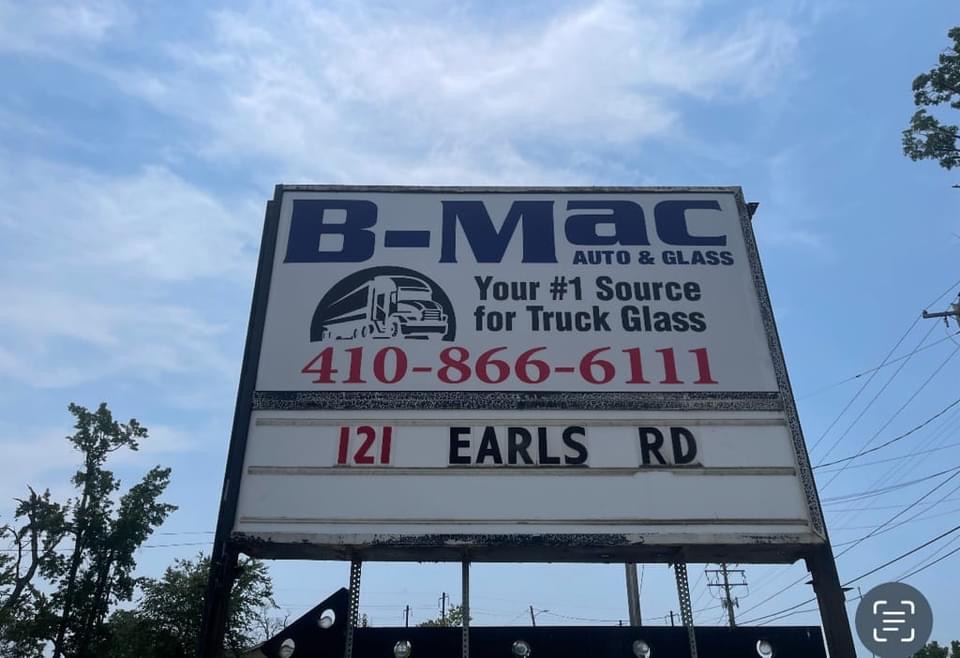 B-Mac
AUTO & GLASS
Your #1 Source
for Truck Glass
410-866-6111
121 EARLS RD